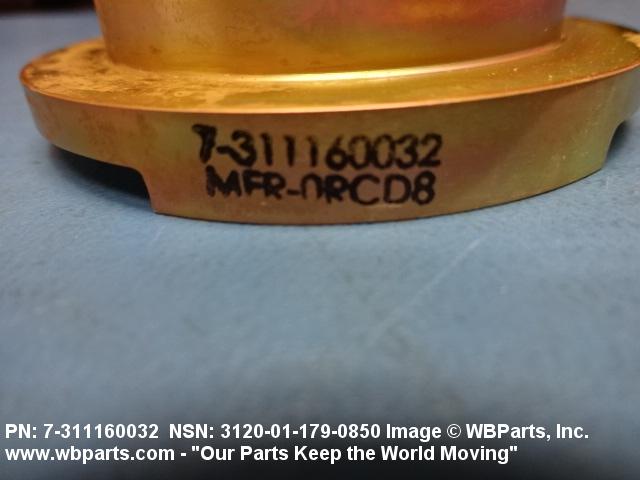 7-311160032
MFR-0RCD8
PN: 7-311160032 NSN: 3120-01-179-0850 Image © WBParts, Inc.
www.wbparts.com - "Our Parts Keep the World Moving"